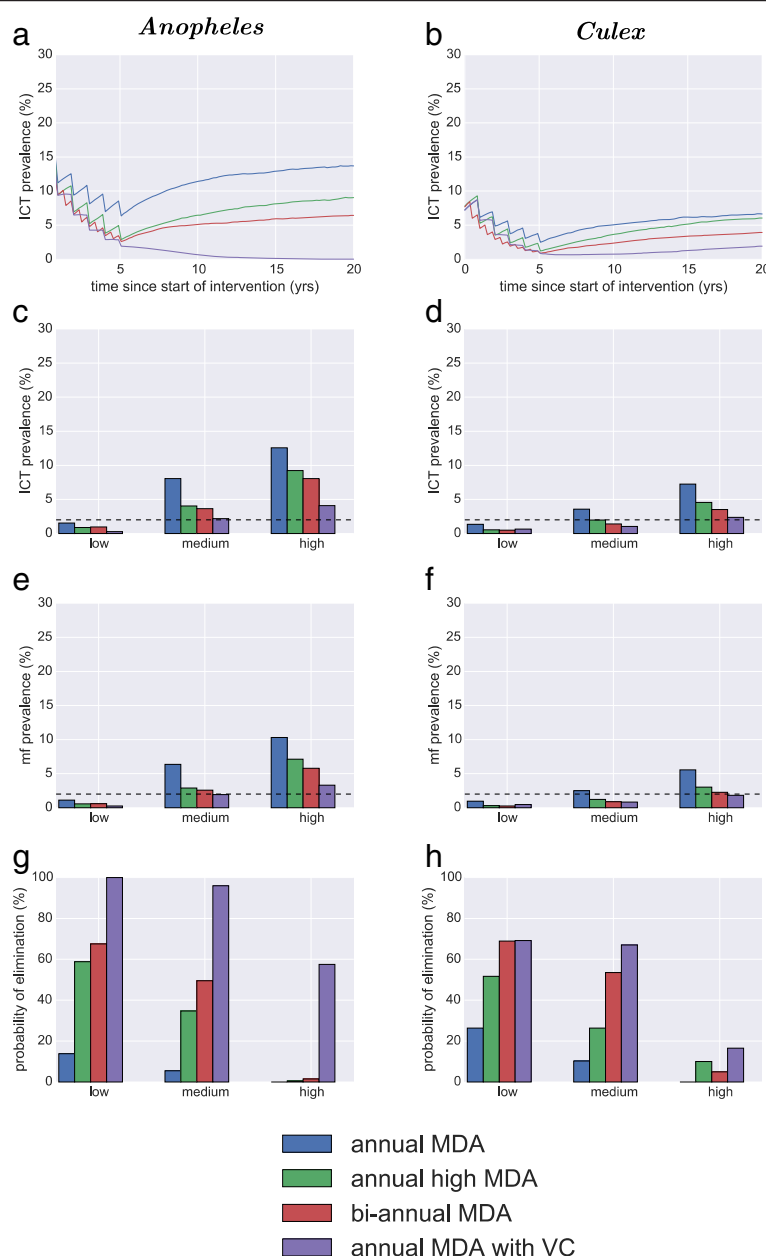 Anopheles
Culex
a
b
30
25
20
15
10
5
0
ICT prevalence (%)
5
10
15
20
time since start of intervention (yrs)
30
25
20
15
10
5
0
ICT prevalence (%)
0
5
10
15
20
time since start of intervention (yrs)
c
d
30
25
20
15
10
5
0
ICT prevalence (%)
low
medium
high
30
25
20
15
10
5
0
ICT prevalence (%)
low
medium
high
e
f
30
25
20
15
10
5
0
mf prevalence (%)
low
medium
high
30
25
20
15
10
5
0
mf prevalence (%)
low
medium
high
g
h
100
80
60
40
20
0
probability of elimination (%)
low
medium
high
100
80
60
40
20
0
probability of elimination (%)
low
medium
high
annual MDA
annual high MDA
bi-annual MDA
annual MDA with VC